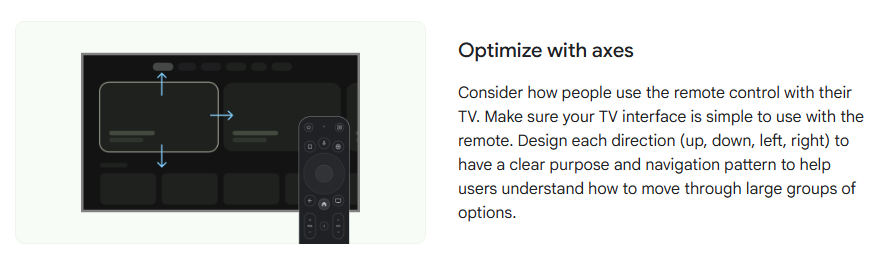 Optimize with axes
Consider how people use the remote control with their
TV. Make sure your TV interface is simple to use with the
remote. Design each direction (up, down, left, right) to
have a clear purpose and navigation pattern to help
users understand how to move through large groups of
options.